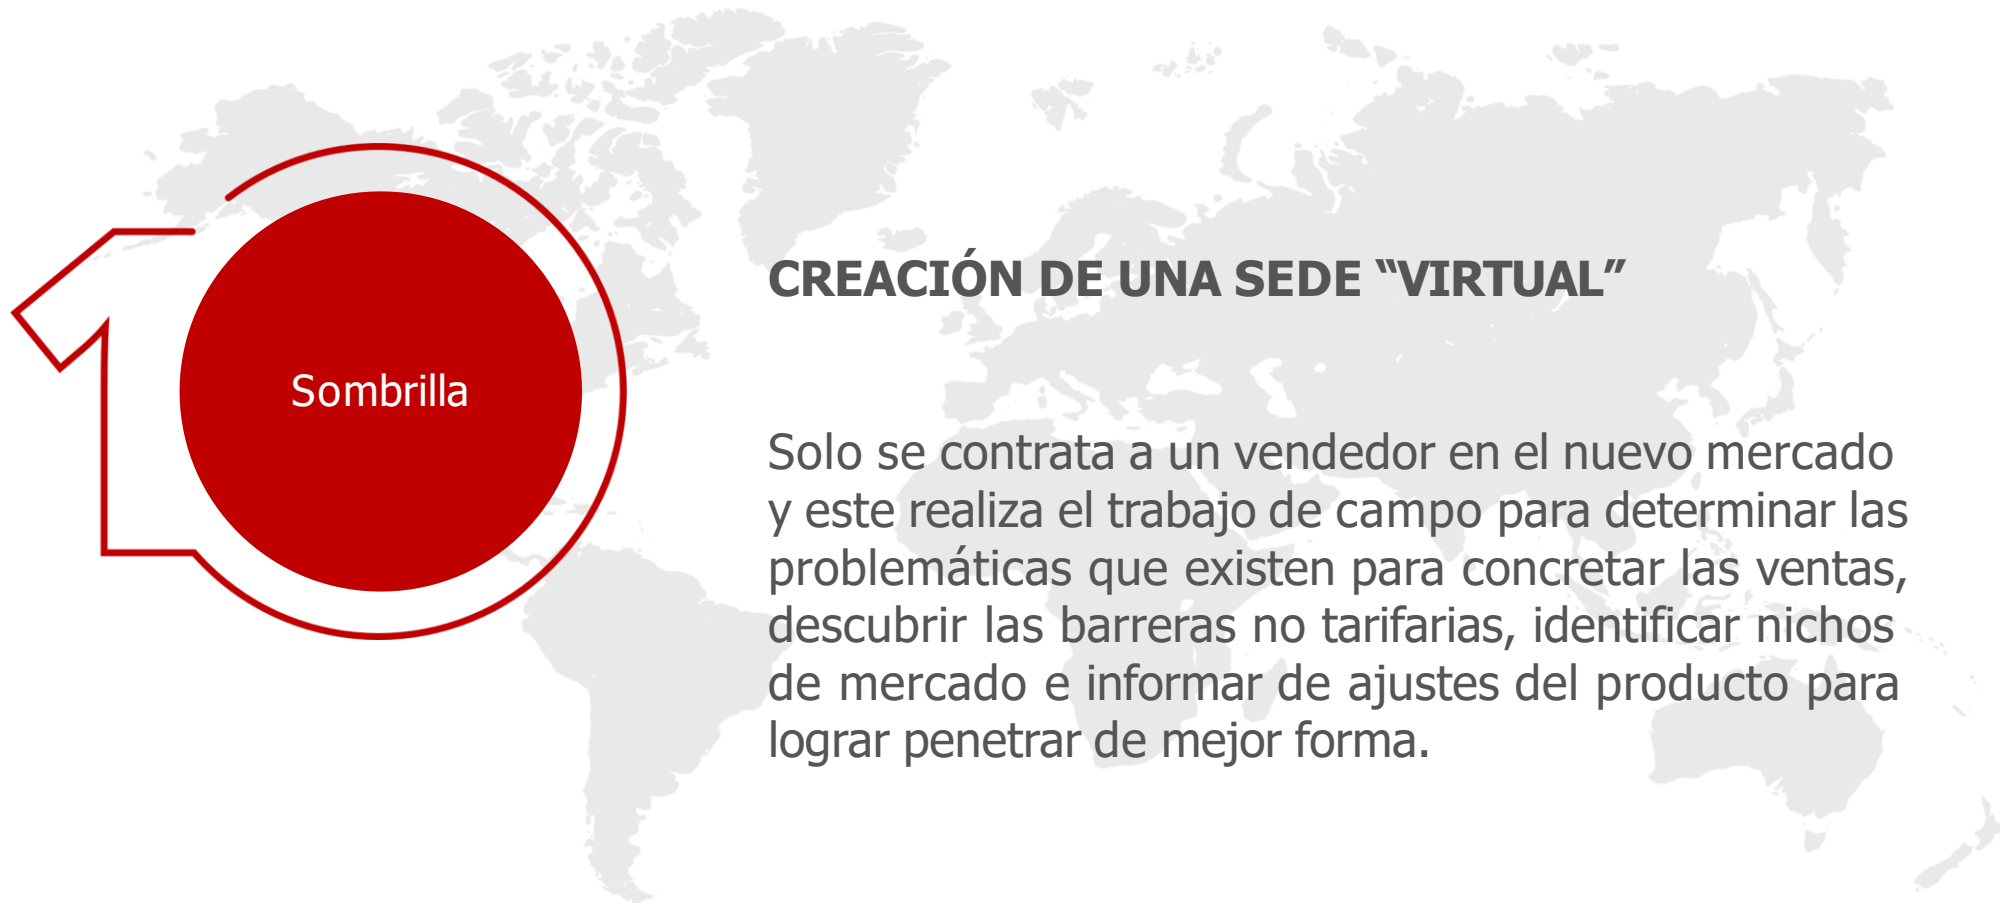 1
Sombrilla
CREACIÓN DE UNA SEDE “VIRTUAL”
Solo se contrata a un vendedor en el nuevo mercado
y este realiza el trabajo de campo para determinar las
problemáticas que existen para concretar las ventas,
descubrir las barreras no tarifarias, identificar nichos
de mercado e informar de ajustes del producto para
lograr penetrar de mejor forma.